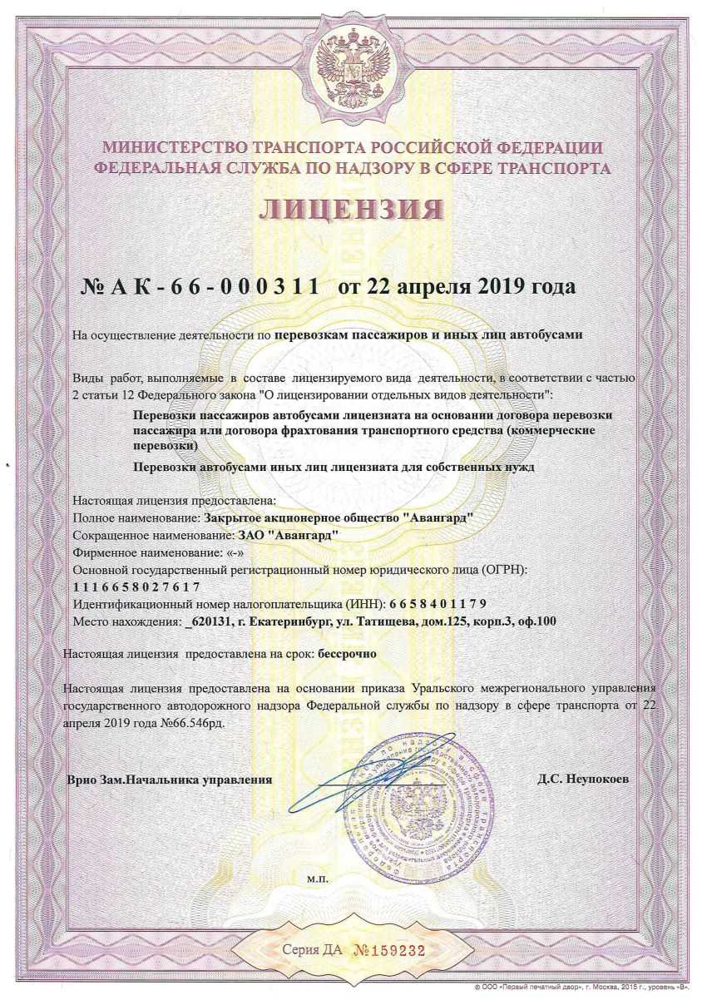 МИНИСТЕРСТВО ТРАНСПОРТА РОССИЙСКОЙ ФЕДЕРАЦИИ
ФЕДЕРАЛЬНАЯ СЛУЖБА ПО НАДЗОРУ В СФЕРЕ ТРАНСПОРТА
ЛИЦЕНЗИЯ
№ А К - 6 6 - 0 0 0 3 1 1 от 22 апреля 2019 года
На осуществление деятельности по перевозкам пассажиров и иных лиц автобусами
Виды работ, выполняемые в составе лицензируемого вида деятельности, в соответствии с частью
2 статьи 12 Федерального закона "О лицензировании отдельных видов деятельности":
Перевозки пассажиров автобусами лицензиата на основании договора перевозки
пассажира или договора фрахтования транспортного средства (коммерческие
перевозки)
Перевозки автобусами иных лиц лицензиата для собственных нужд
Настоящая лицензия предоставлена:
Полное наименование: Закрытое акционерное общество "Авангард"
Сокращенное наименование: ЗАО "Авангард"
Фирменное наименование: «-»
Основной государственный регистрационный номер юридического лица (ОГРН):
1 1 1 6 6 5 8 0 2 7 6 1 7
Идентификационный номер налогоплательщика (ИНН): 6 6 5 8 4 0 1 1 7 9
Место нахождения: _620131, г. Екатеринбург, ул. Татищева, дом.125, корп.3, оф.100
Настоящая лицензия предоставлена на срок: бессрочно
Настоящая лицензия предоставлена на основании приказа Уральского межрегионального управления
государственного автодорожного надзора Федеральной службы по надзору в сфере транспорта от 22
апреля 2019 года №66.546рд.
Врио Зам.Начальника управления
Д.С. Неупокоев
м.п.
Серия ДА №159232
© ООО «Первый печатный двор», г. Москва, 2015 г., уровень «В».